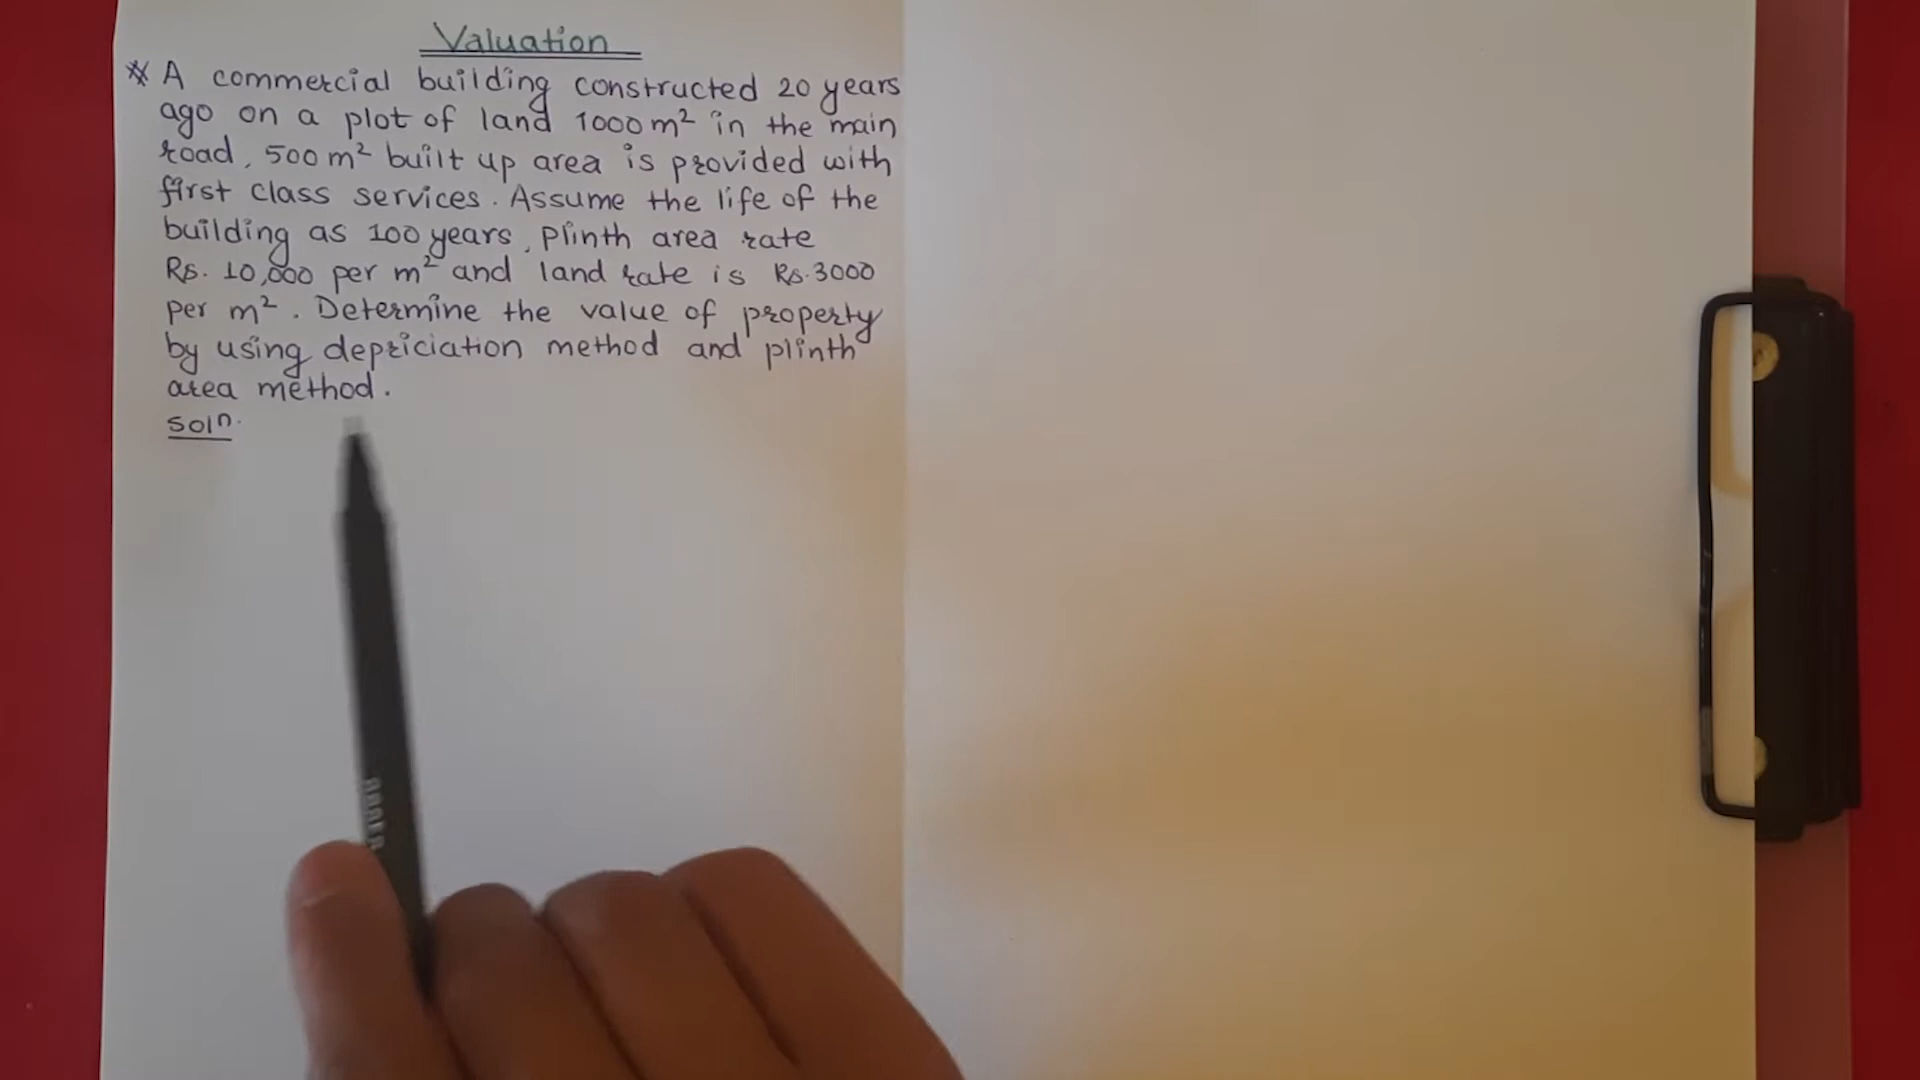 Valuation
* A commercial building constructed 20 years
ago on a plot of land 1000 m² in the main
road, 500 m² built up area is provided with
first class services. Assume the life of the
building as 100 years, plinth area rate
Rs. 10,000 per m² and land rate is Rs. 3000
per m². Determine the value of property
by using depriciation method and plinth
area method.
Solⁿ.